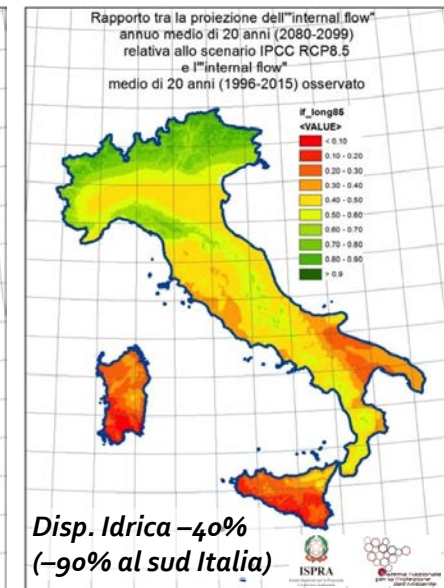 Rapporto tra la proiezione dell'"internal flow"
annuo medio di 20 anni (2080-2099)
relativa allo scenario IPCC RCP8.5
e l'"internal flow"
medio di 20 anni (1996-2015) osservato
if_long85
<VALUE>
< 0.10
0.10 - 0.20
0.20 - 0.30
0.30 - 0.40
0.40 - 0.50
0.50 - 0.60
0.60 - 0.70
0.70 - 0.80
0.80 - 0.90
> 0.9
Disp. Idrica –40%
(–90% al sud Italia)
ISPRA